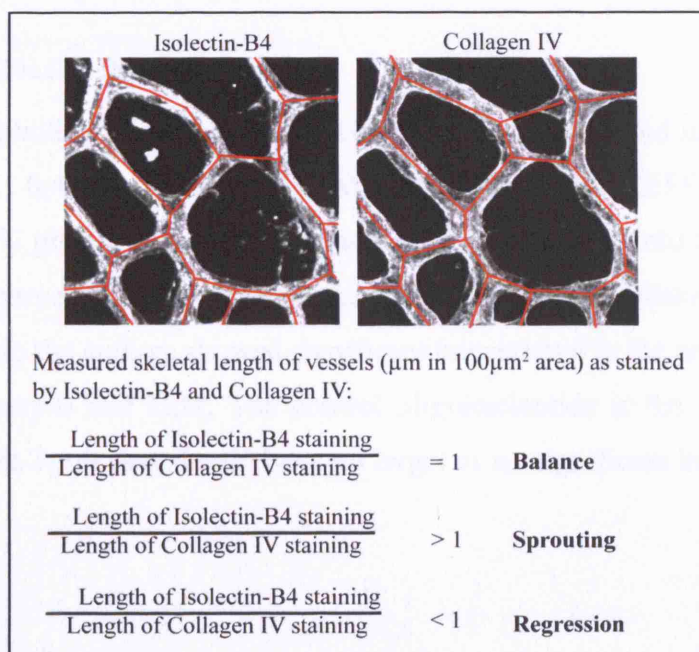 Isolectin-B4 Collagen IV
Measured skeletal length of vessels (µm in 100µm² area) as stained
by Isolectin-B4 and Collagen IV:
Length of Isolectin-B4 staining
Length of Collagen IV staining
= 1 Balance
Length of Isolectin-B4 staining
Length of Collagen IV staining
> 1 Sprouting
Length of Isolectin-B4 staining
Length of Collagen IV staining
< 1 Regression